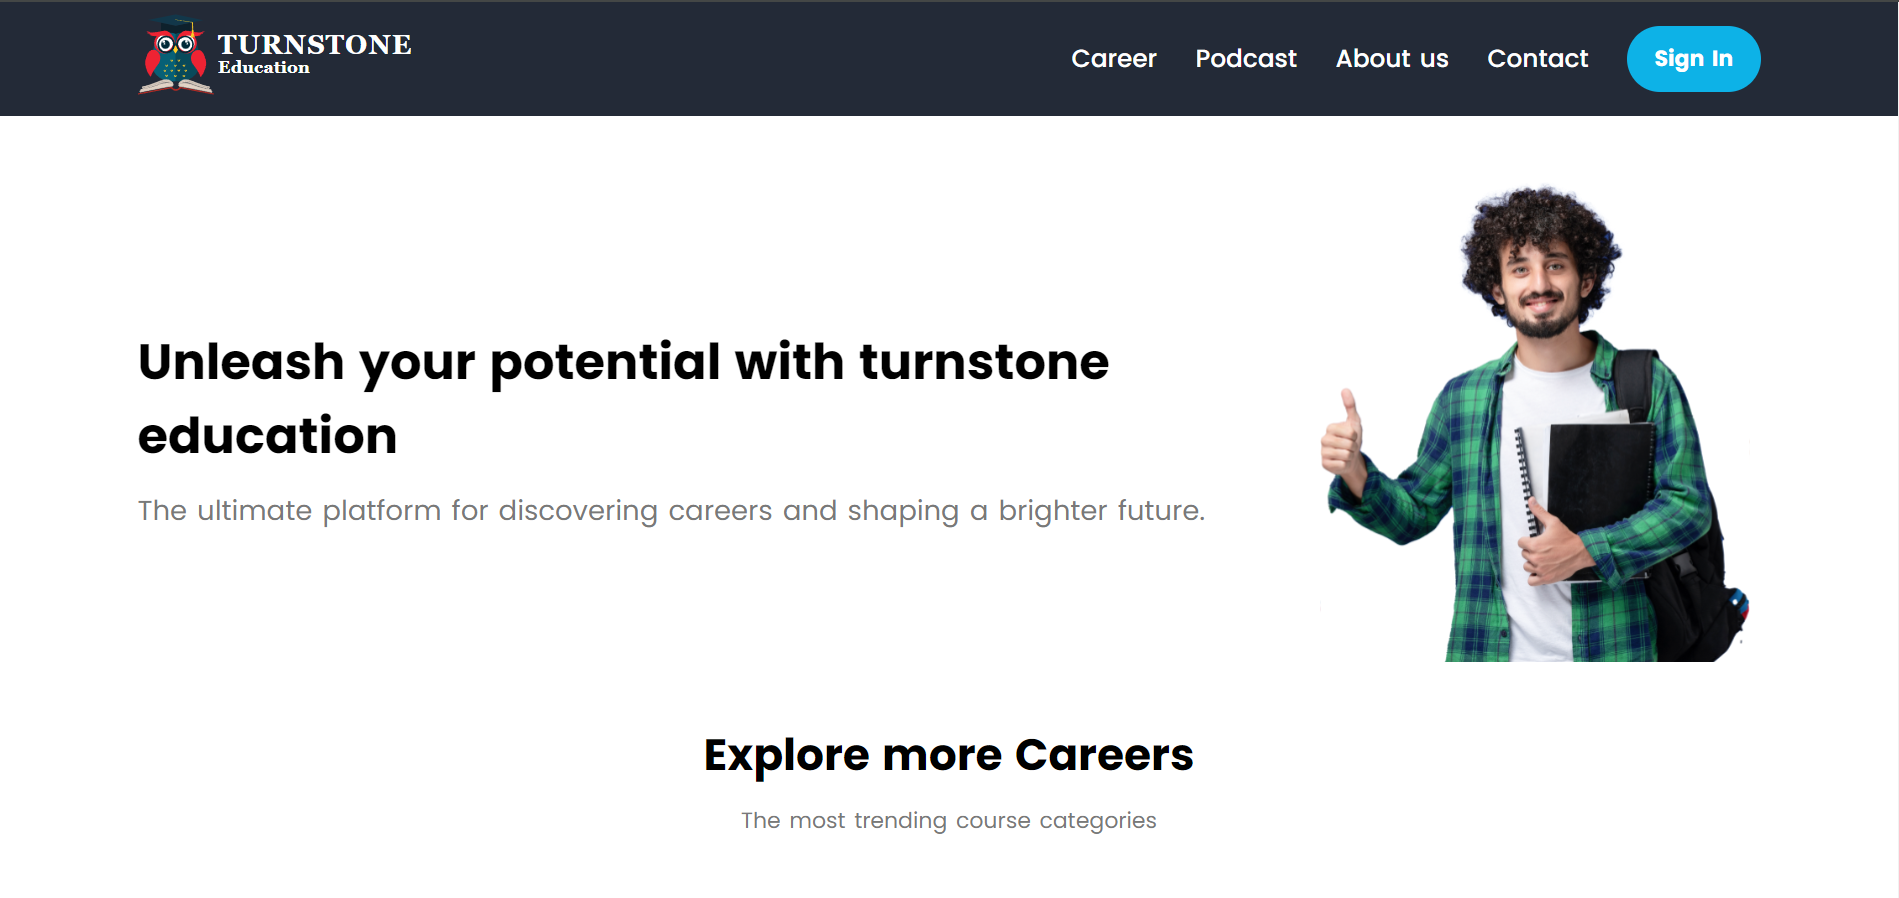 TURNSTONE
Education
Career Podcast About us Contact Sign In
Unleash your potential with turnstone
education
The ultimate platform for discovering careers and shaping a brighter future.
Explore more Careers
The most trending course categories